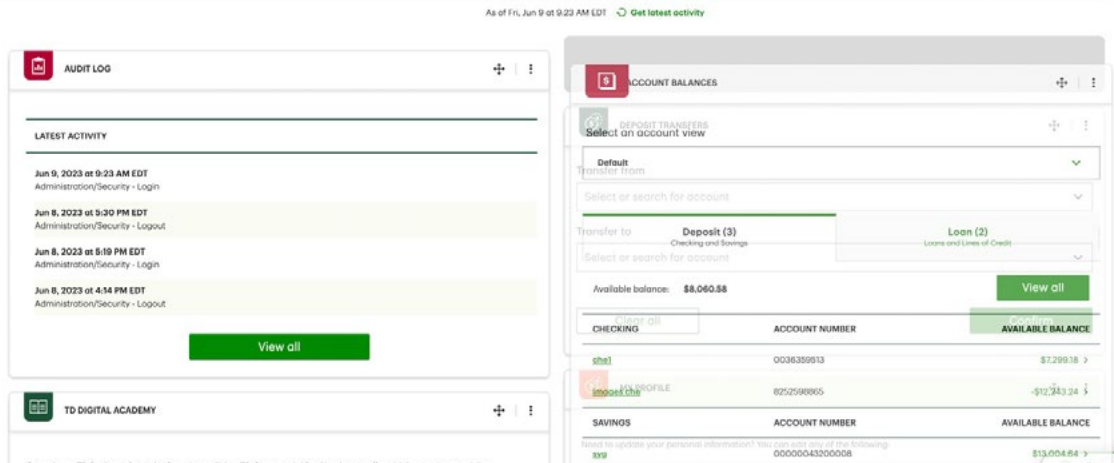 As of Fri, Jun 9 at 9:23 AM EDT Get latest activity
AUDIT LOG
LATEST ACTIVITY
Jun 9, 2023 at 9:23 AM EDT
Administration/Security - Login
Jun 8, 2023 at 5:30 PM EDT
Administration/Security - Logout
Jun 8, 2023 at 5:19 PM EDT
Administration/Security - Login
Jun 8, 2023 at 4:14 PM EDT
Administration/Security - Logout
View all
TD DIGITAL ACADEMY
ACCOUNT BALANCES
DEPOSIT TRANSFERS
Select an account view
Default
Transfer from
Select or search for account
Transfer to
Deposit (3) Loan (2)
Checking and Savings Loans and Lines of Credit
Select or search for account
Available balance: $8,060.58 View all
Clear all Confirm
CHECKING ACCOUNT NUMBER AVAILABLE BALANCE
che1 0036359513 $7,299.18
MY PROFILE
images che 8252598865 -$12,243.24
SAVINGS ACCOUNT NUMBER AVAILABLE BALANCE
Need to update your personal information? You can edit any of the following:
svg 00000043200008 $13,004.64